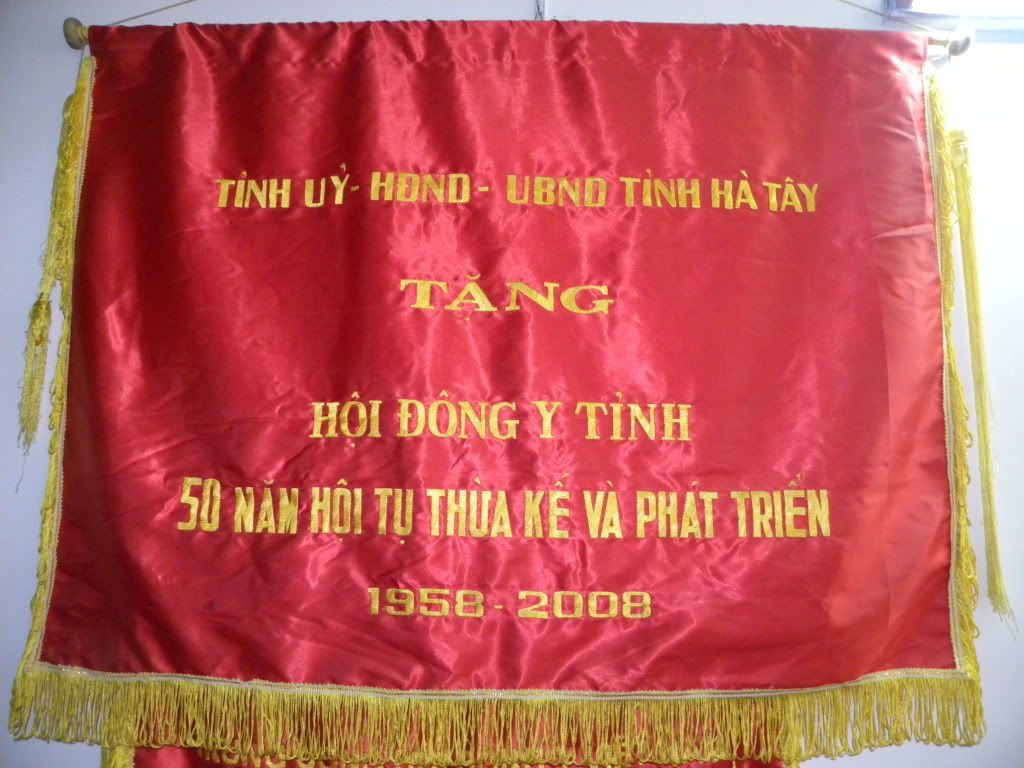 TỈNH UỶ - HĐND - UBND TỈNH HÀ TÂY
TẶNG
HỘI ĐÔNG Y TỈNH
50 NĂM HỘI TỤ THỪA KẾ VÀ PHÁT TRIỂN
1958 - 2008